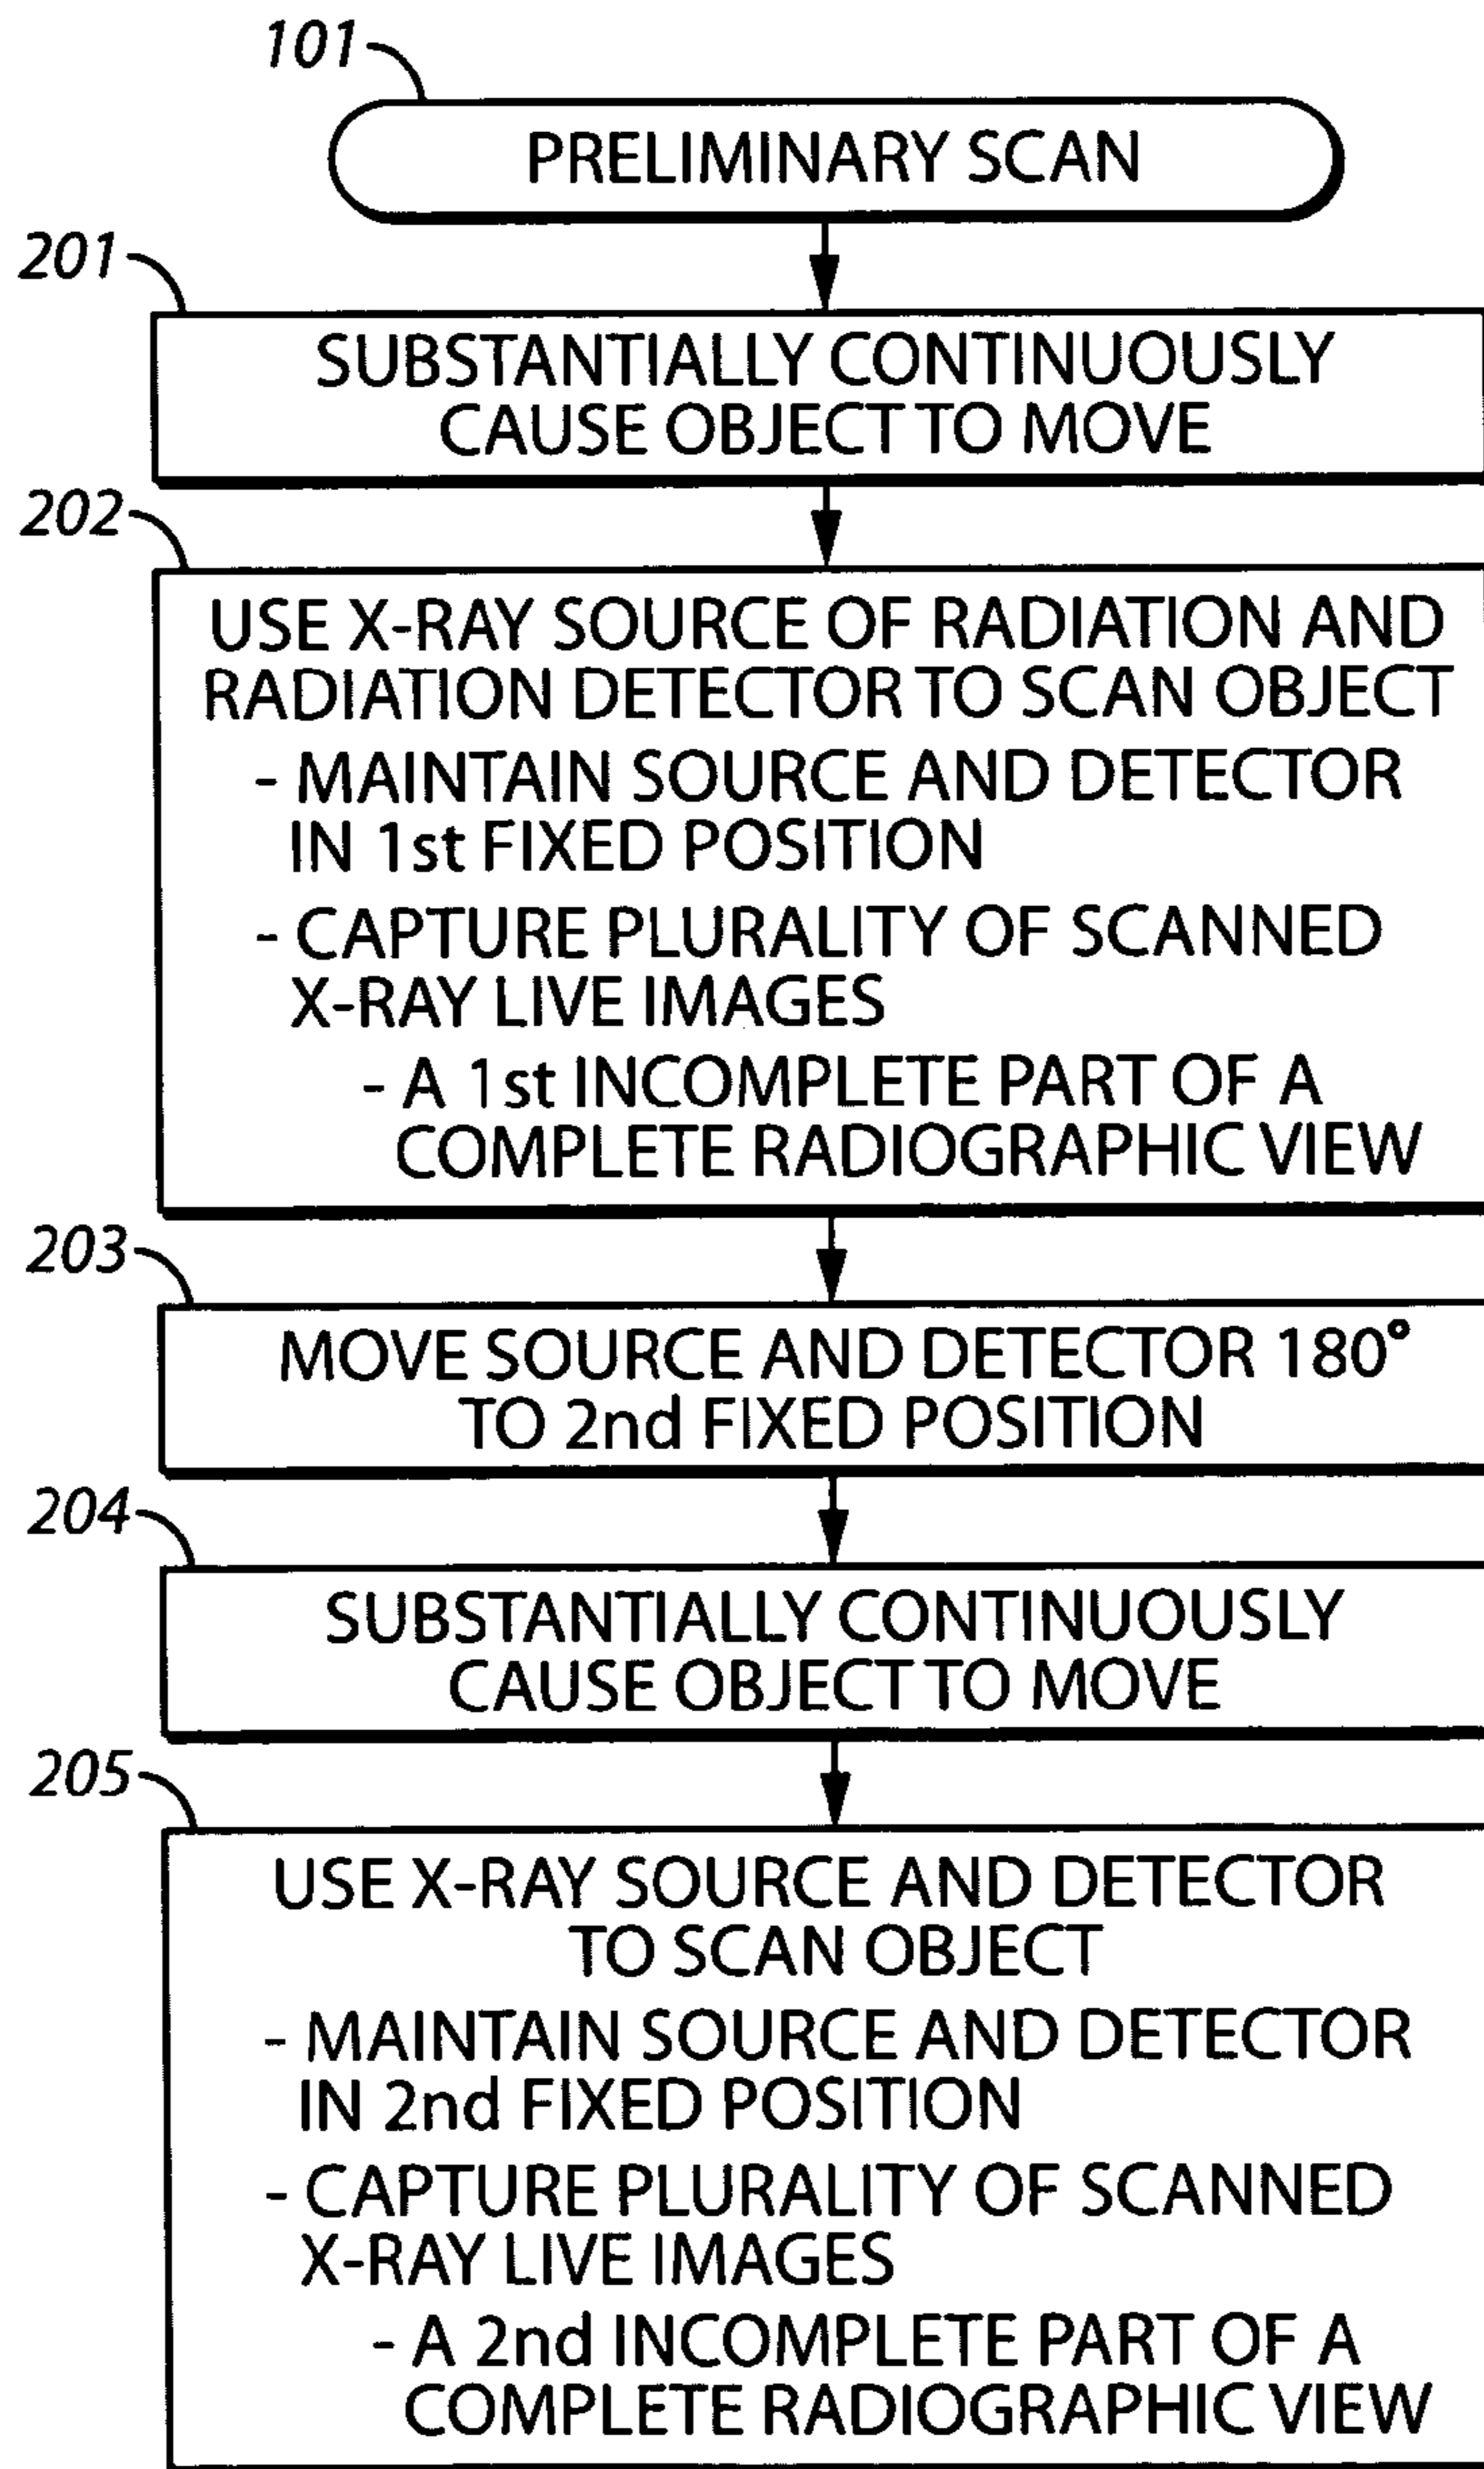 101
PRELIMINARY SCAN
201
SUBSTANTIALLY CONTINUOUSLY
CAUSE OBJECT TO MOVE
202
USE X-RAY SOURCE OF RADIATION AND
RADIATION DETECTOR TO SCAN OBJECT
- MAINTAIN SOURCE AND DETECTOR
IN 1st FIXED POSITION
- CAPTURE PLURALITY OF SCANNED
X-RAY LIVE IMAGES
- A 1st INCOMPLETE PART OF A
COMPLETE RADIOGRAPHIC VIEW
203
MOVE SOURCE AND DETECTOR 180°
TO 2nd FIXED POSITION
204
SUBSTANTIALLY CONTINUOUSLY
CAUSE OBJECT TO MOVE
205
USE X-RAY SOURCE AND DETECTOR
TO SCAN OBJECT
- MAINTAIN SOURCE AND DETECTOR
IN 2nd FIXED POSITION
- CAPTURE PLURALITY OF SCANNED
X-RAY LIVE IMAGES
- A 2nd INCOMPLETE PART OF A
COMPLETE RADIOGRAPHIC VIEW